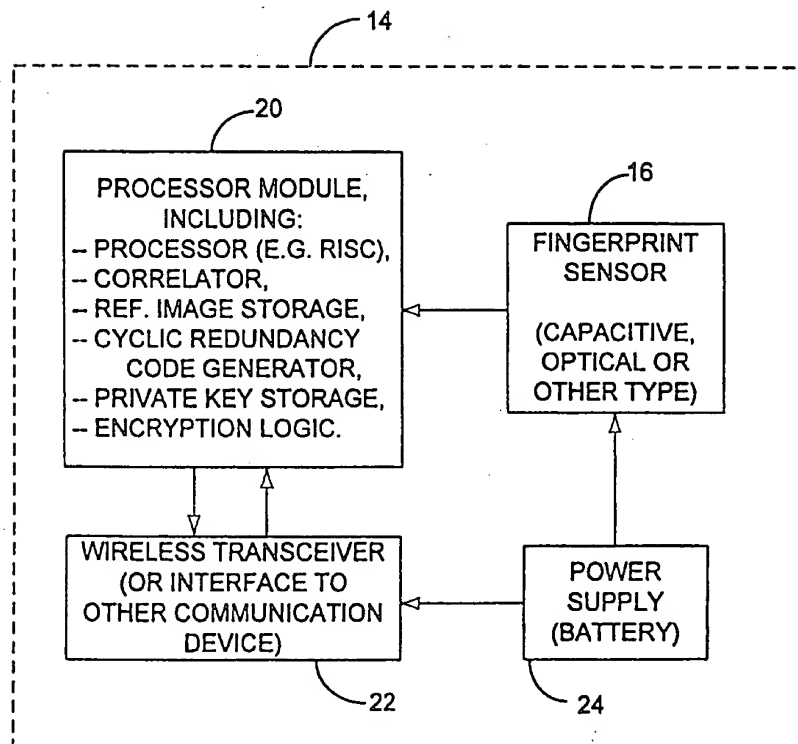 14
20
PROCESSOR MODULE,
INCLUDING:
– PROCESSOR (E.G. RISC),
– CORRELATOR,
– REF. IMAGE STORAGE,
– CYCLIC REDUNDANCY
CODE GENERATOR,
– PRIVATE KEY STORAGE,
– ENCRYPTION LOGIC.
16
FINGERPRINT
SENSOR
(CAPACITIVE,
OPTICAL OR
OTHER TYPE)
WIRELESS TRANSCEIVER
(OR INTERFACE TO
OTHER COMMUNICATION
DEVICE)
22
POWER
SUPPLY
(BATTERY)
24